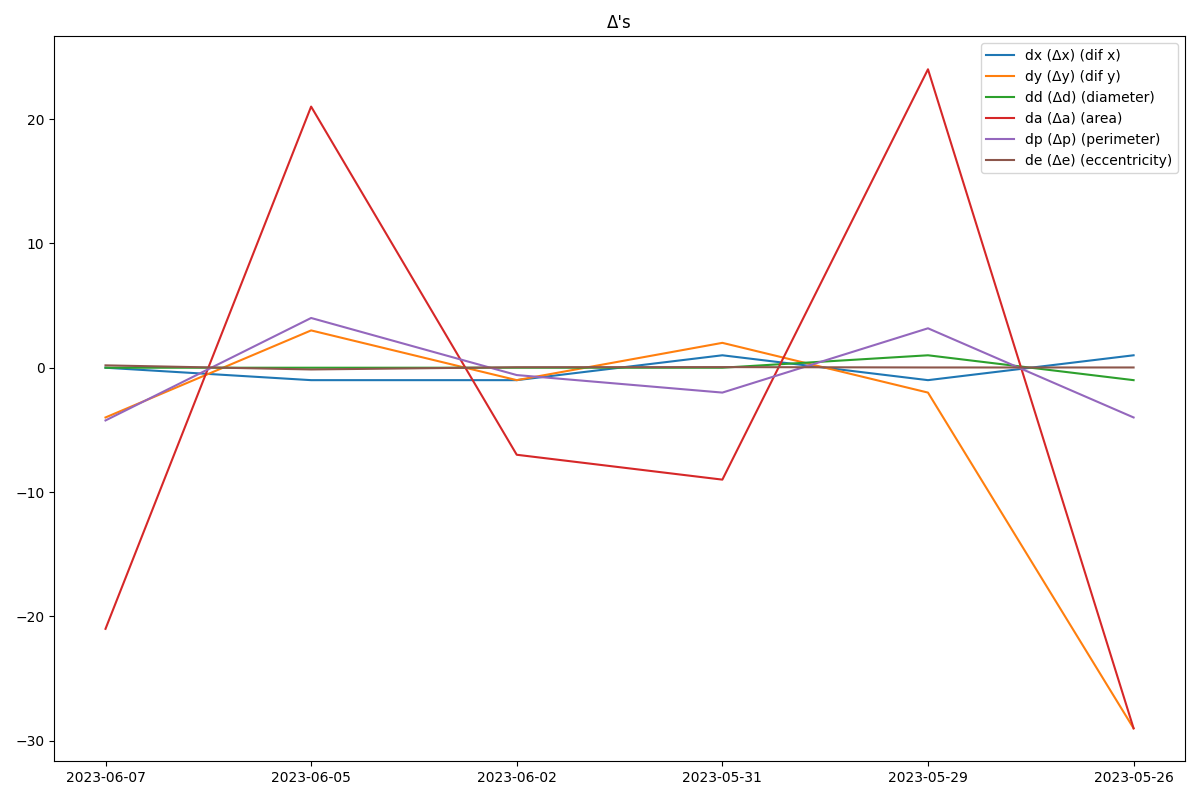 Δ's
dx (Δx) (dif x)
dy (Δy) (dif y)
dd (Δd) (diameter)
da (Δa) (area)
dp (Δp) (perimeter)
de (Δe) (eccentricity)
20
10
0
−10
−20
−30
2023-06-07 2023-06-05 2023-06-02 2023-05-31 2023-05-29 2023-05-26